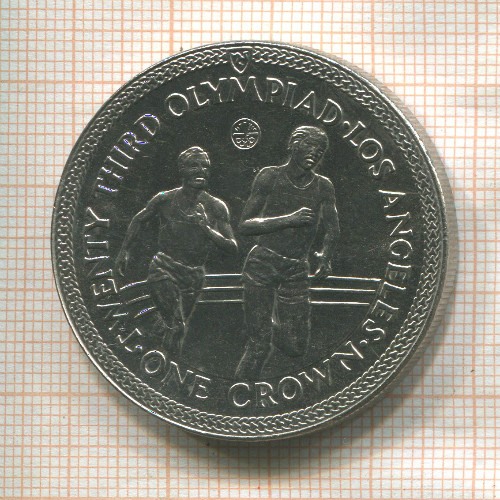 TWENTY THIRD OLYMPIAD · LOS ANGELES ·
ONE CROWN ·